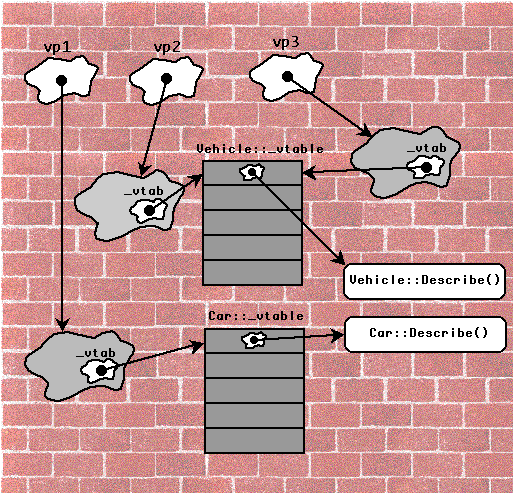 vp1
vp2
vp3
Vehicle::_vtable
_vtab
_vtab
Vehicle::Describe()
Car::_vtable
Car::Describe()
_vtab